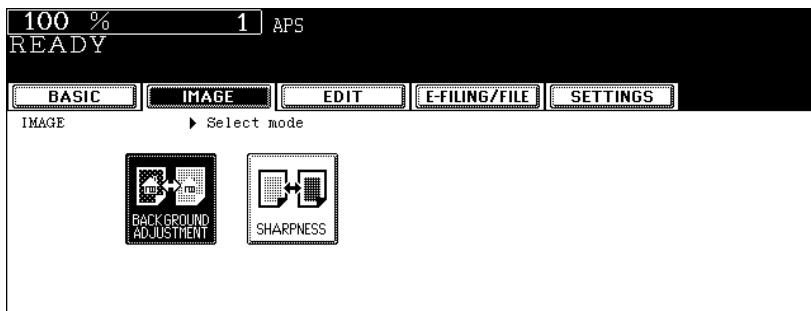 100 % 1 APS
READY
BASIC IMAGE EDIT E-FILING/FILE SETTINGS
IMAGE ▶ Select mode
BACKGROUND ADJUSTMENT
SHARPNESS